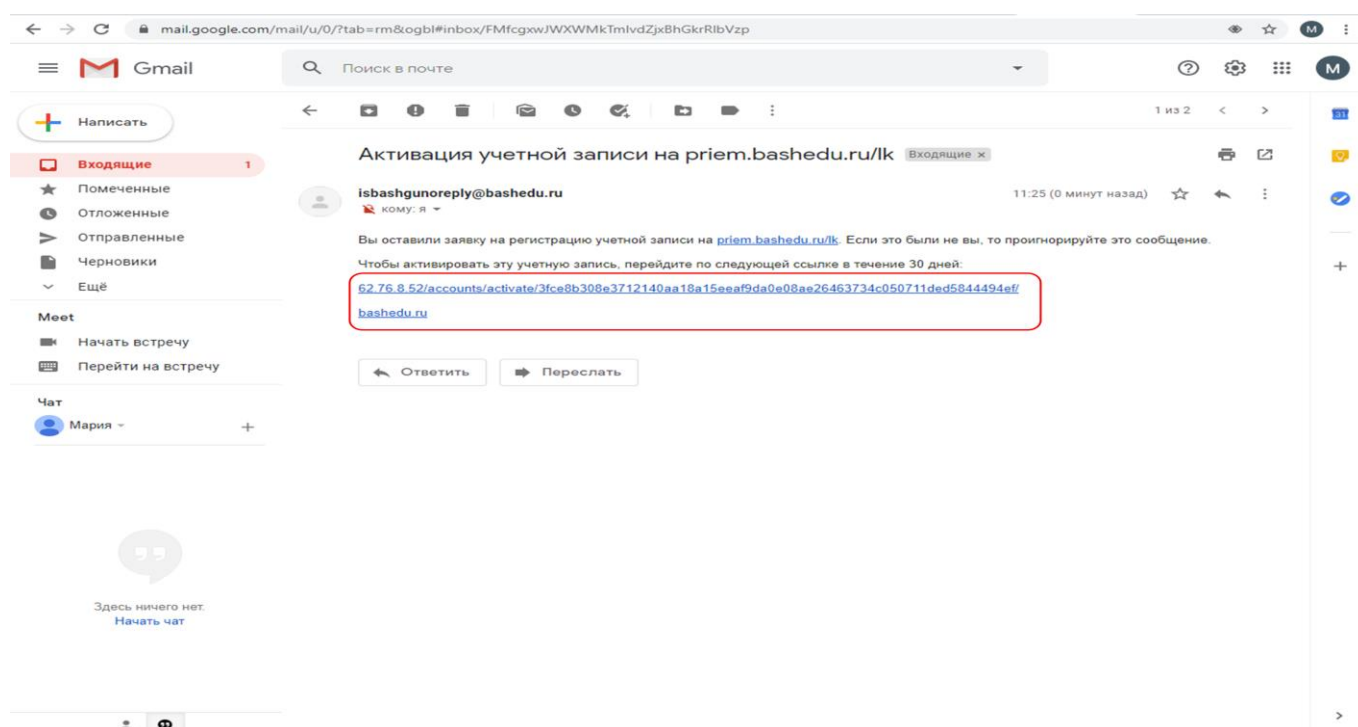 mail.google.com/mail/u/0/?tab=rm&ogbl#inbox/FMfcgxwJWXWMkTmlvdZjxBhGkrRlbVzp
M
Gmail
Поиск в почте
M
Написать
1 из 2
31
Входящие 1
Помеченные
Отложенные
Отправленные
Черновики
Ещё
Meet
Начать встречу
Перейти на встречу
Чат
Мария
Здесь ничего нет.
Начать чат
Активация учетной записи на priem.bashedu.ru/lk Входящие x
isbashgunoreply@bashedu.ru 11:25 (0 минут назад)
кому: я
Вы оставили заявку на регистрацию учетной записи на priem.bashedu.ru/lk. Если это были не вы, то проигнорируйте это сообщение.
Чтобы активировать эту учетную запись, перейдите по следующей ссылке в течение 30 дней:
62.76.8.52/accounts/activate/3fce8b308e3712140aa18a15eeaf9da0e08ae26463734c050711ded5844494ef/
bashedu.ru
Ответить Переслать